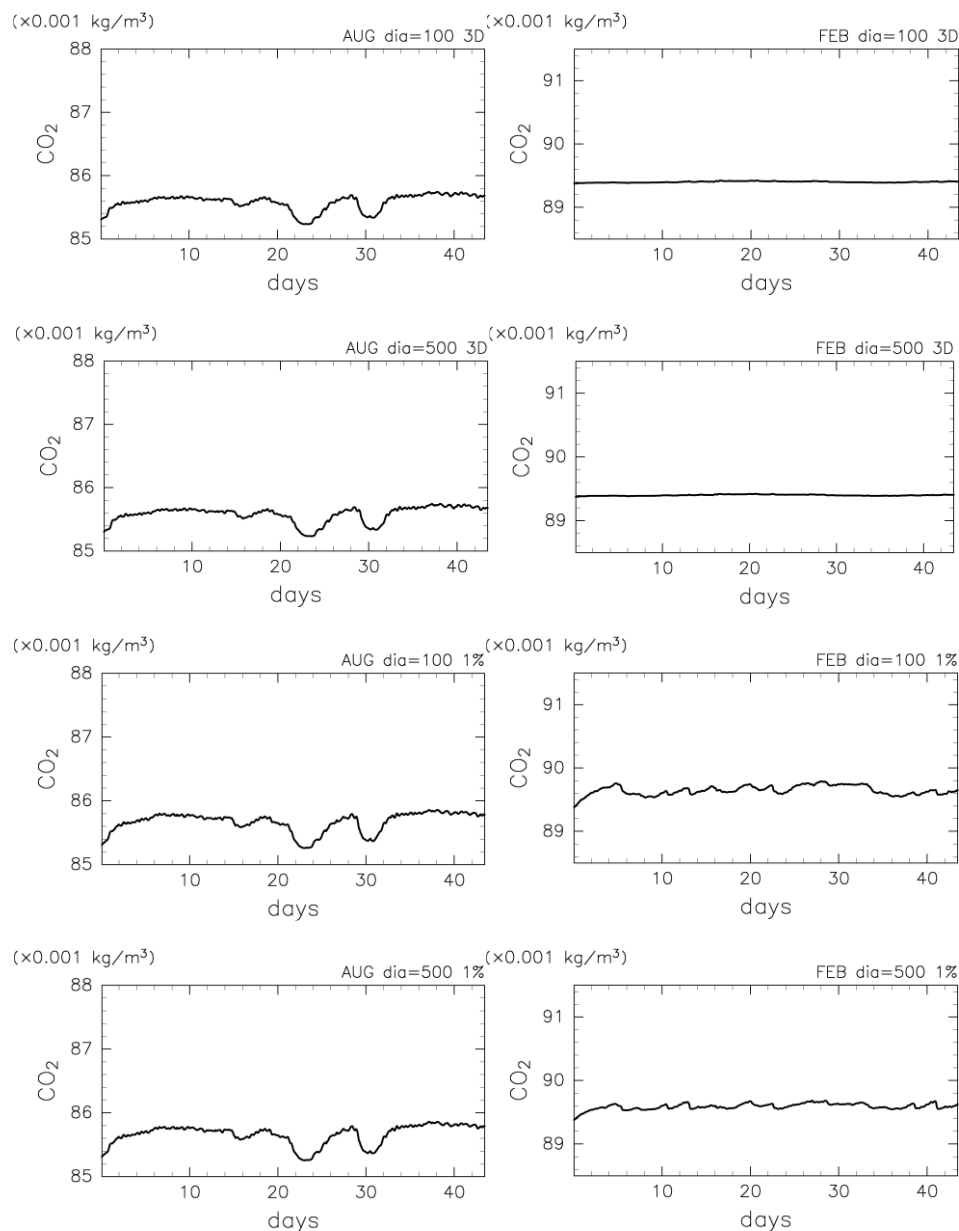 (×0.001 kg/m³)
AUG dia=100 3D
88
87
86
85
CO₂
10 20 30 40
days
(×0.001 kg/m³)
FEB dia=100 3D
91
90
89
CO₂
10 20 30 40
days
(×0.001 kg/m³)
AUG dia=500 3D
88
87
86
85
CO₂
10 20 30 40
days
(×0.001 kg/m³)
FEB dia=500 3D
91
90
89
CO₂
10 20 30 40
days
(×0.001 kg/m³)
AUG dia=100 1%
88
87
86
85
CO₂
10 20 30 40
days
(×0.001 kg/m³)
FEB dia=100 1%
91
90
89
CO₂
10 20 30 40
days
(×0.001 kg/m³)
AUG dia=500 1%
88
87
86
85
CO₂
10 20 30 40
days
(×0.001 kg/m³)
FEB dia=500 1%
91
90
89
CO₂
10 20 30 40
days